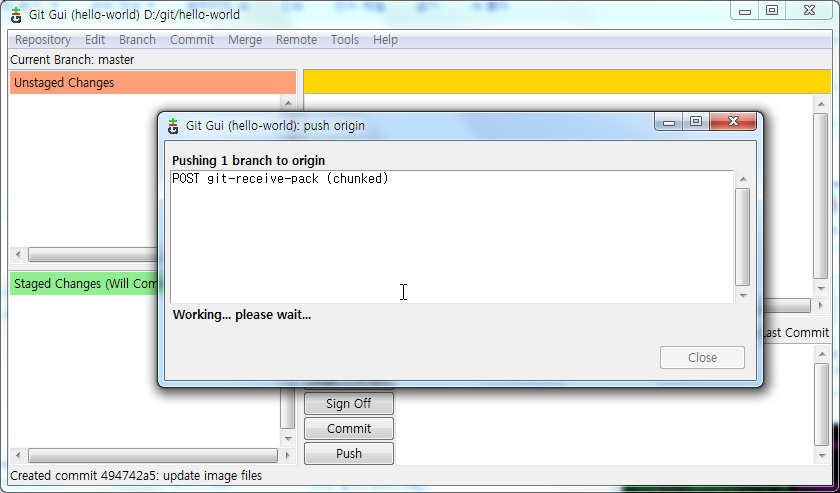 Git Gui (hello-world) D:/git/hello-world
Repository Edit Branch Commit Merge Remote Tools Help
Current Branch: master
Unstaged Changes
Git Gui (hello-world): push origin
Pushing 1 branch to origin
POST git-receive-pack (chunked)
Working... please wait...
Close
Staged Changes (Will Com
ast Commit
Sign Off
Commit
Push
Created commit 494742a5: update image files